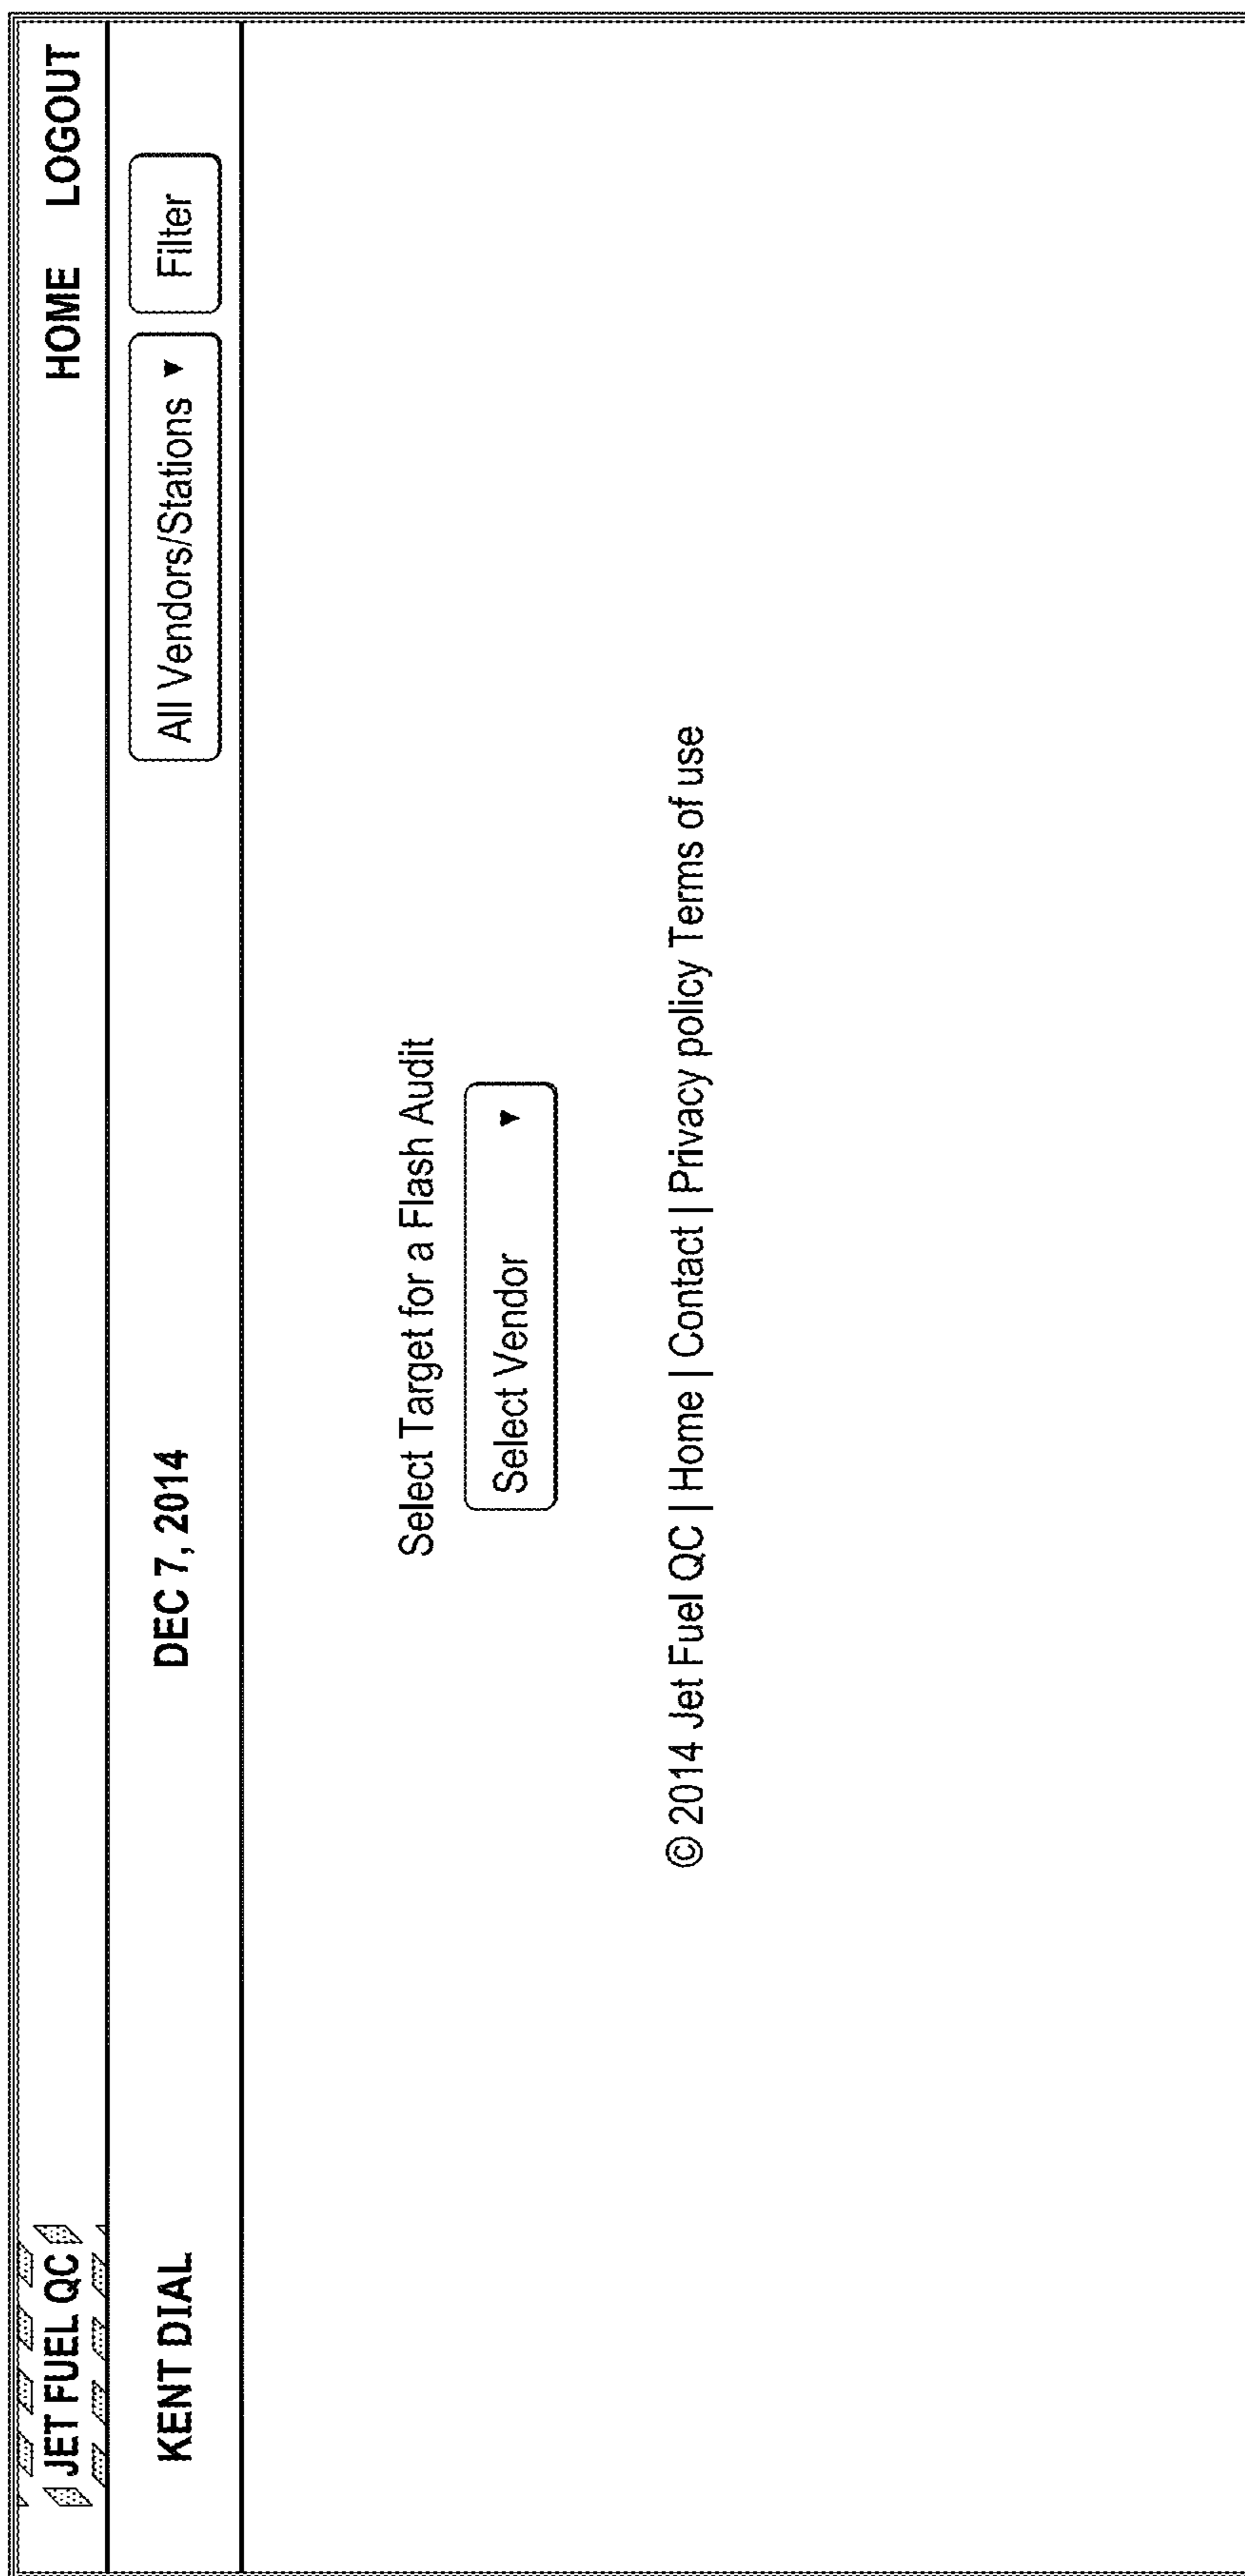 JET FUEL QC HOME LOGOUT
KENT DIAL DEC 7, 2014 All Vendors/Stations ▼ Filter
Select Target for a Flash Audit
Select Vendor ▼
© 2014 Jet Fuel QC | Home | Contact | Privacy policy Terms of use